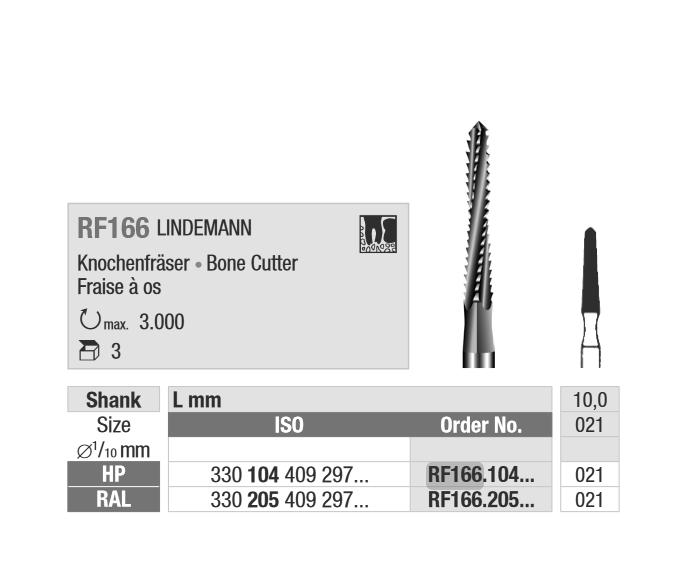 RF166 LINDEMANN
Knochenfräser • Bone Cutter
Fraise à os
max. 3.000
3
Shank L mm 10,0
Size ISO Order No. 021
⌀1/10 mm
HP 330 104 409 297... RF166.104... 021
RAL 330 205 409 297... RF166.205... 021